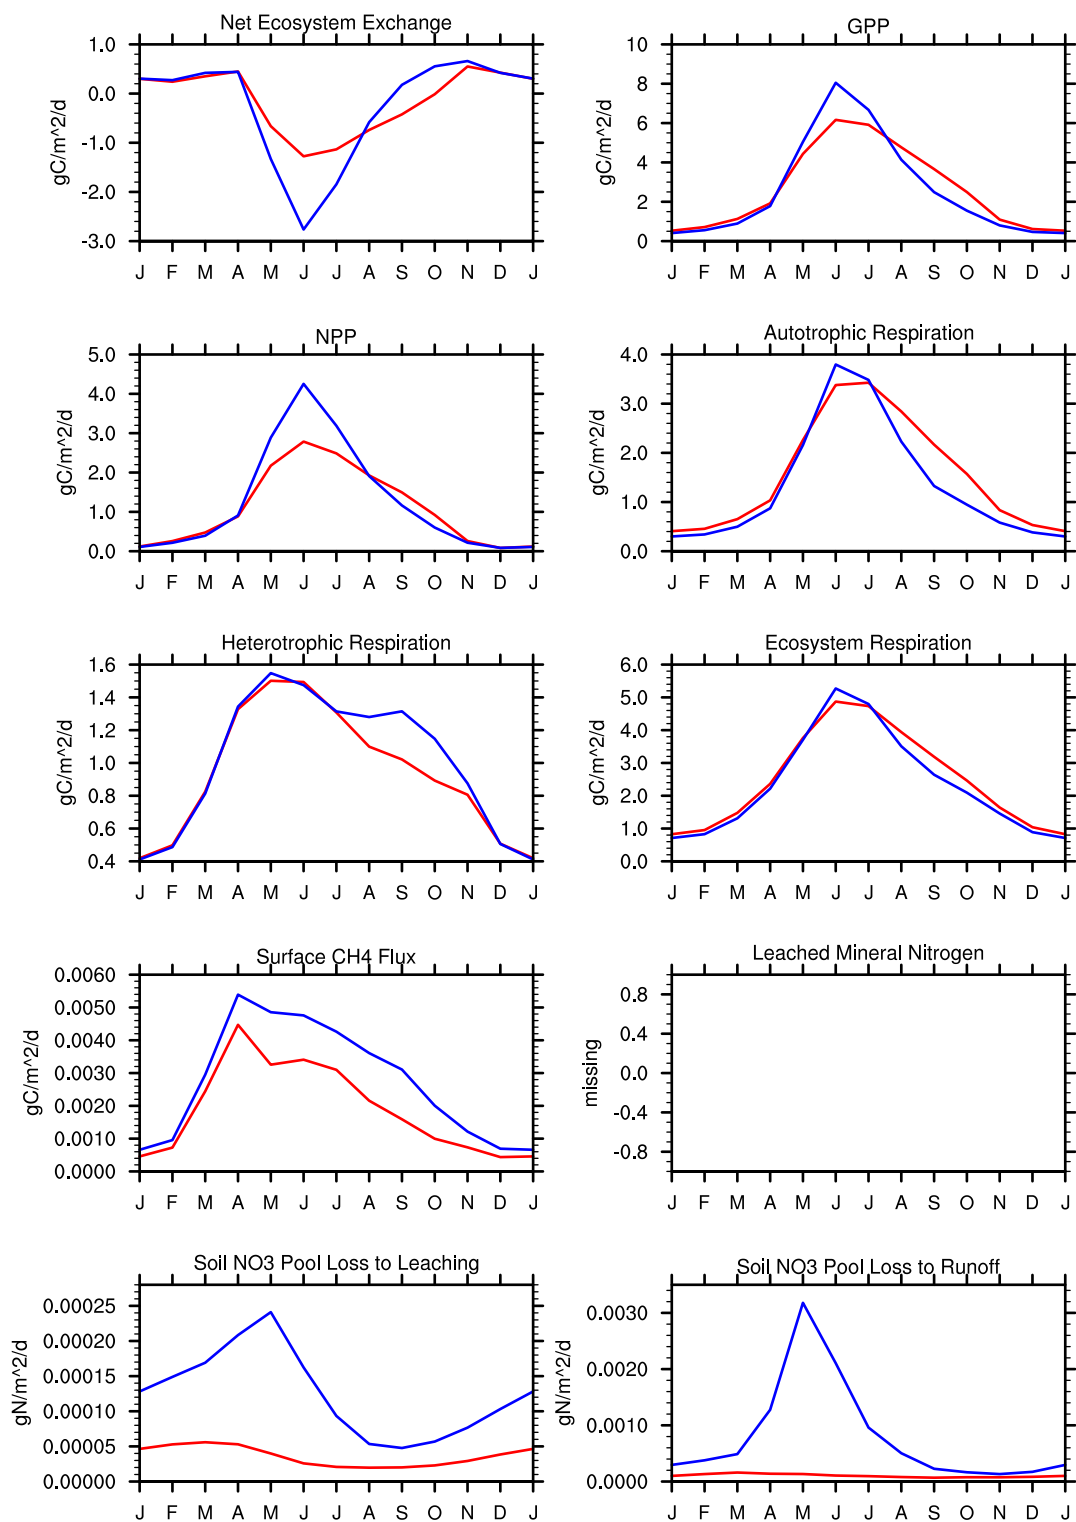 Net Ecosystem Exchange
gC/m^2/d
1.0
0.0
-1.0
-2.0
-3.0
J F M A M J J A S O N D J
GPP
gC/m^2/d
10
8
6
4
2
0
J F M A M J J A S O N D J
NPP
gC/m^2/d
5.0
4.0
3.0
2.0
1.0
0.0
J F M A M J J A S O N D J
Autotrophic Respiration
gC/m^2/d
4.0
3.0
2.0
1.0
0.0
J F M A M J J A S O N D J
Heterotrophic Respiration
gC/m^2/d
1.6
1.4
1.2
1.0
0.8
0.6
0.4
J F M A M J J A S O N D J
Ecosystem Respiration
gC/m^2/d
6.0
5.0
4.0
3.0
2.0
1.0
0.0
J F M A M J J A S O N D J
Surface CH4 Flux
gC/m^2/d
0.0060
0.0050
0.0040
0.0030
0.0020
0.0010
0.0000
J F M A M J J A S O N D J
Leached Mineral Nitrogen
missing
0.8
0.4
0.0
-0.4
-0.8
J F M A M J J A S O N D J
Soil NO3 Pool Loss to Leaching
gN/m^2/d
0.00025
0.00020
0.00015
0.00010
0.00005
0.00000
J F M A M J J A S O N D J
Soil NO3 Pool Loss to Runoff
gN/m^2/d
0.0030
0.0020
0.0010
0.0000
J F M A M J J A S O N D J